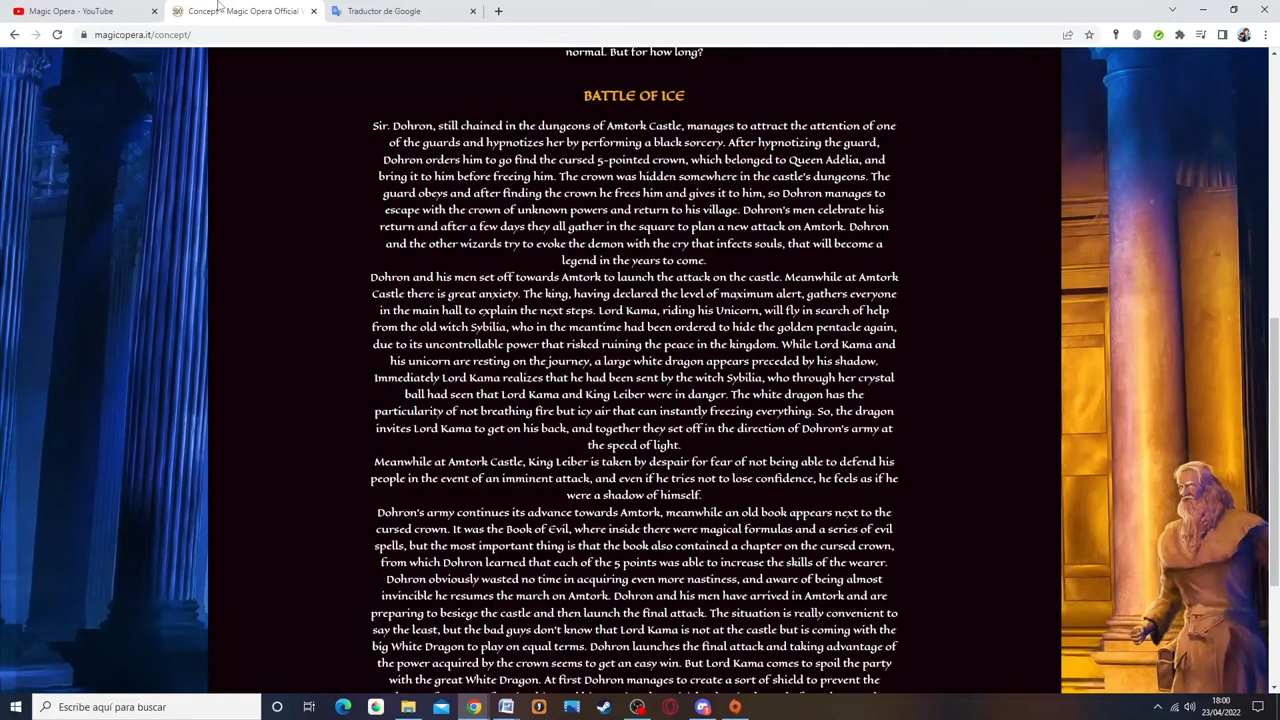 Magic Opera - YouTube
Concept – Magic Opera Official W
Traductor de Google
magicopera.it/concept/
normal. But for how long?
BATTLE OF ICE
Sir. Dohron, still chained in the dungeons of Amtork Castle, manages to attract the attention of one
of the guards and hypnotizes her by performing a black sorcery. After hypnotizing the guard,
Dohron orders him to go find the cursed 5-pointed crown, which belonged to Queen Adélia, and
bring it to him before freeing him. The crown was hidden somewhere in the castle's dungeons. The
guard obeys and after finding the crown he frees him and gives it to him, so Dohron manages to
escape with the crown of unknown powers and return to his village. Dohron's men celebrate his
return and after a few days they all gather in the square to plan a new attack on Amtork. Dohron
and the other wizards try to evoke the demon with the cry that infects souls, that will become a
legend in the years to come.
Dohron and his men set off towards Amtork to launch the attack on the castle. Meanwhile at Amtork
Castle there is great anxiety. The king, having declared the level of maximum alert, gathers everyone
in the main hall to explain the next steps. Lord Kama, riding his Unicorn, will fly in search of help
from the old witch Sybilia, who in the meantime had been ordered to hide the golden pentacle again,
due to its uncontrollable power that risked ruining the peace in the kingdom. While Lord Kama and
his unicorn are resting on the journey, a large white dragon appears preceded by his shadow.
Immediately Lord Kama realizes that he had been sent by the witch Sybilia, who through her crystal
ball had seen that Lord Kama and King Leiber were in danger. The white dragon has the
particularity of not breathing fire but icy air that can instantly freezing everything. So, the dragon
invites Lord Kama to get on his back, and together they set off in the direction of Dohron's army at
the speed of light.
Meanwhile at Amtork Castle, King Leiber is taken by despair for fear of not being able to defend his
people in the event of an imminent attack, and even if he tries not to lose confidence, he feels as if he
were a shadow of himself.
Dohron's army continues its advance towards Amtork, meanwhile an old book appears next to the
cursed crown. It was the Book of Evil, where inside there were magical formulas and a series of evil
spells, but the most important thing is that the book also contained a chapter on the cursed crown,
from which Dohron learned that each of the 5 points was able to increase the skills of the wearer.
Dohron obviously wasted no time in acquiring even more nastiness, and aware of being almost
invincible he resumes the march on Amtork. Dohron and his men have arrived in Amtork and are
preparing to besiege the castle and then launch the final attack. The situation is really convenient to
say the least, but the bad guys don't know that Lord Kama is not at the castle but is coming with the
big White Dragon to play on equal terms. Dohron launches the final attack and taking advantage of
the power acquired by the crown seems to get an easy win. But Lord Kama comes to spoil the party
with the great White Dragon. At first Dohron manages to create a sort of shield to prevent the
Escribe aquí para buscar
18:00
23/04/2022